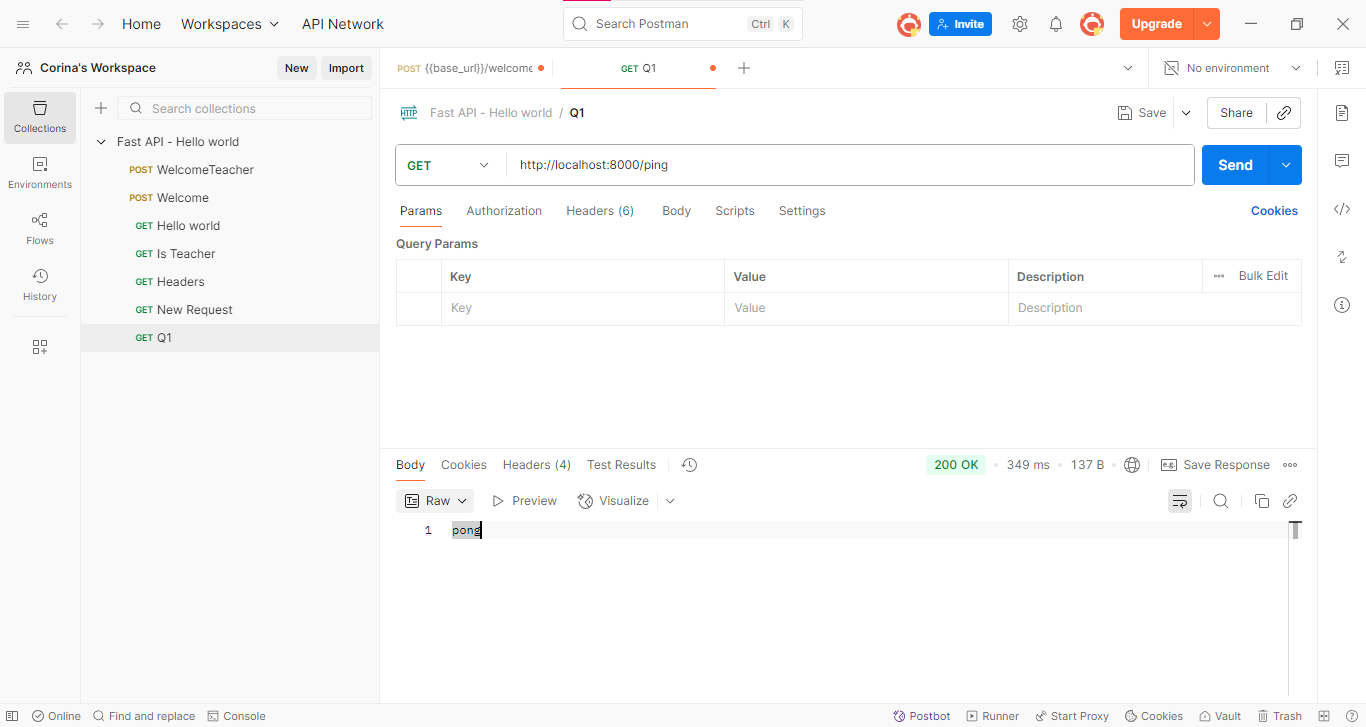 Home Workspaces API Network Search Postman Ctrl K Invite Upgrade
Corina's Workspace New Import POST {{base_url}}/welcome GET Q1 No environment
Collections
Environments
Flows
History
Search collections
Fast API - Hello world
POST WelcomeTeacher
POST Welcome
GET Hello world
GET Is Teacher
GET Headers
GET New Request
GET Q1
HTTP Fast API - Hello world / Q1 Save Share
GET http://localhost:8000/ping Send
Params Authorization Headers (6) Body Scripts Settings Cookies
Query Params
Key Value Description Bulk Edit
Key Value Description
Body Cookies Headers (4) Test Results 200 OK 349 ms 137 B e.g. Save Response
Raw Preview Visualize
1 pong
Online Find and replace Console Postbot Runner Start Proxy Cookies Vault Trash